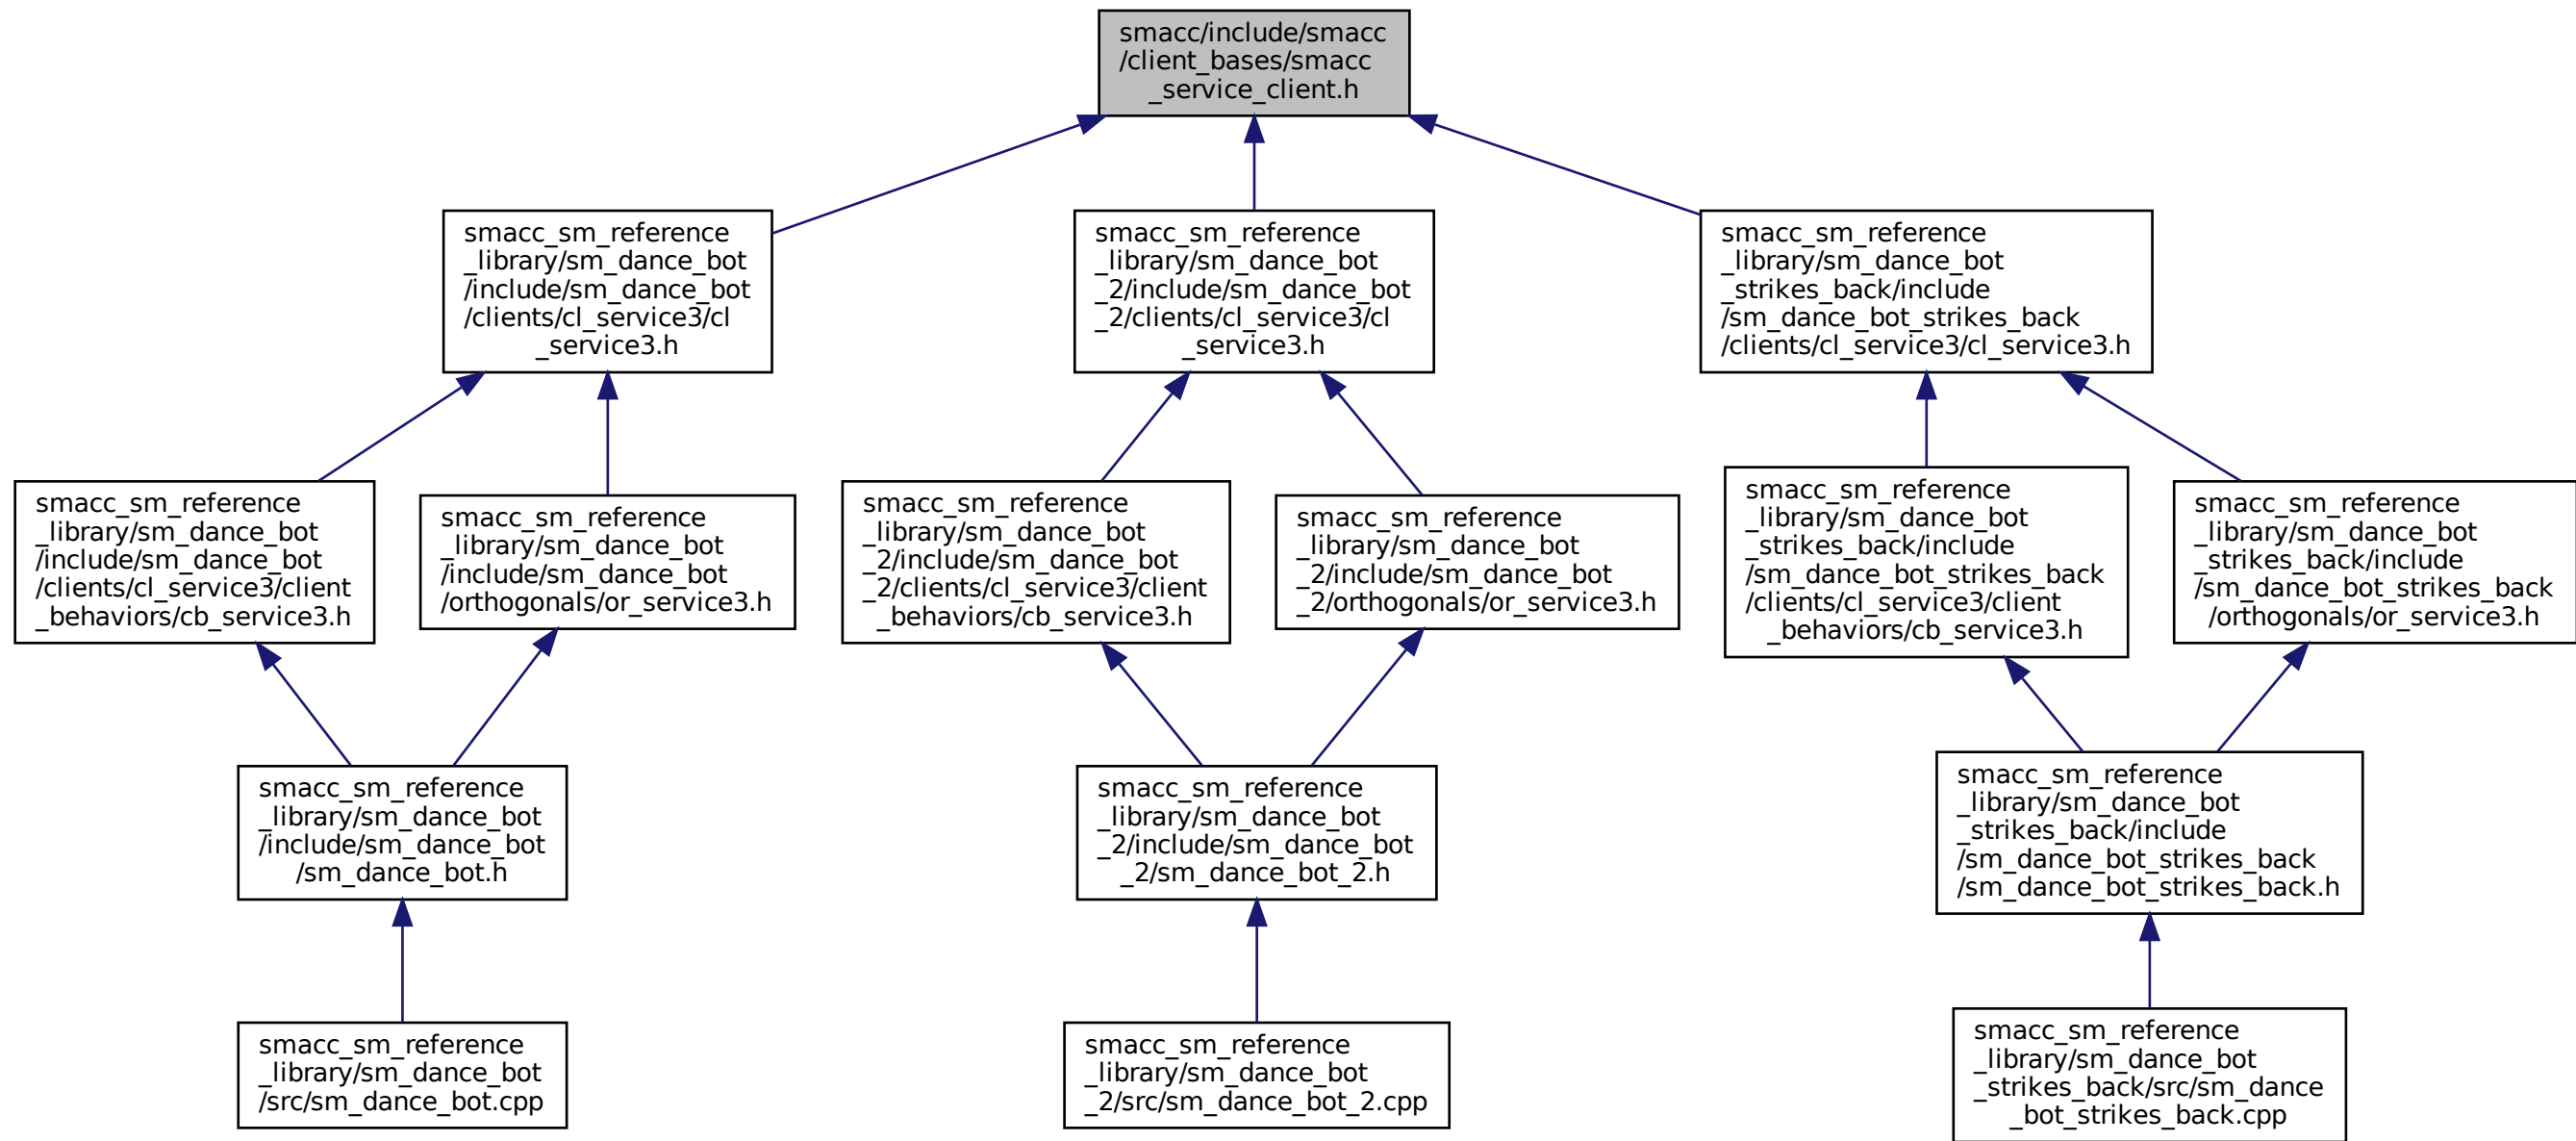 smacc/include/smacc
/client_bases/smacc
_service_client.h
smacc_sm_reference
_library/sm_dance_bot
/include/sm_dance_bot
/clients/cl_service3/cl
_service3.h
smacc_sm_reference
_library/sm_dance_bot
_2/include/sm_dance_bot
_2/clients/cl_service3/cl
_service3.h
smacc_sm_reference
_library/sm_dance_bot
_strikes_back/include
/sm_dance_bot_strikes_back
/clients/cl_service3/cl_service3.h
smacc_sm_reference
_library/sm_dance_bot
/include/sm_dance_bot
/clients/cl_service3/client
_behaviors/cb_service3.h
smacc_sm_reference
_library/sm_dance_bot
/include/sm_dance_bot
/orthogonals/or_service3.h
smacc_sm_reference
_library/sm_dance_bot
_2/include/sm_dance_bot
_2/clients/cl_service3/client
_behaviors/cb_service3.h
smacc_sm_reference
_library/sm_dance_bot
_2/include/sm_dance_bot
_2/orthogonals/or_service3.h
smacc_sm_reference
_library/sm_dance_bot
_strikes_back/include
/sm_dance_bot_strikes_back
/clients/cl_service3/client
_behaviors/cb_service3.h
smacc_sm_reference
_library/sm_dance_bot
_strikes_back/include
/sm_dance_bot_strikes_back
/orthogonals/or_service3.h
smacc_sm_reference
_library/sm_dance_bot
/include/sm_dance_bot
/sm_dance_bot.h
smacc_sm_reference
_library/sm_dance_bot
_2/include/sm_dance_bot
_2/sm_dance_bot_2.h
smacc_sm_reference
_library/sm_dance_bot
_strikes_back/include
/sm_dance_bot_strikes_back
/sm_dance_bot_strikes_back.h
smacc_sm_reference
_library/sm_dance_bot
/src/sm_dance_bot.cpp
smacc_sm_reference
_library/sm_dance_bot
_2/src/sm_dance_bot_2.cpp
smacc_sm_reference
_library/sm_dance_bot
_strikes_back/src/sm_dance
_bot_strikes_back.cpp